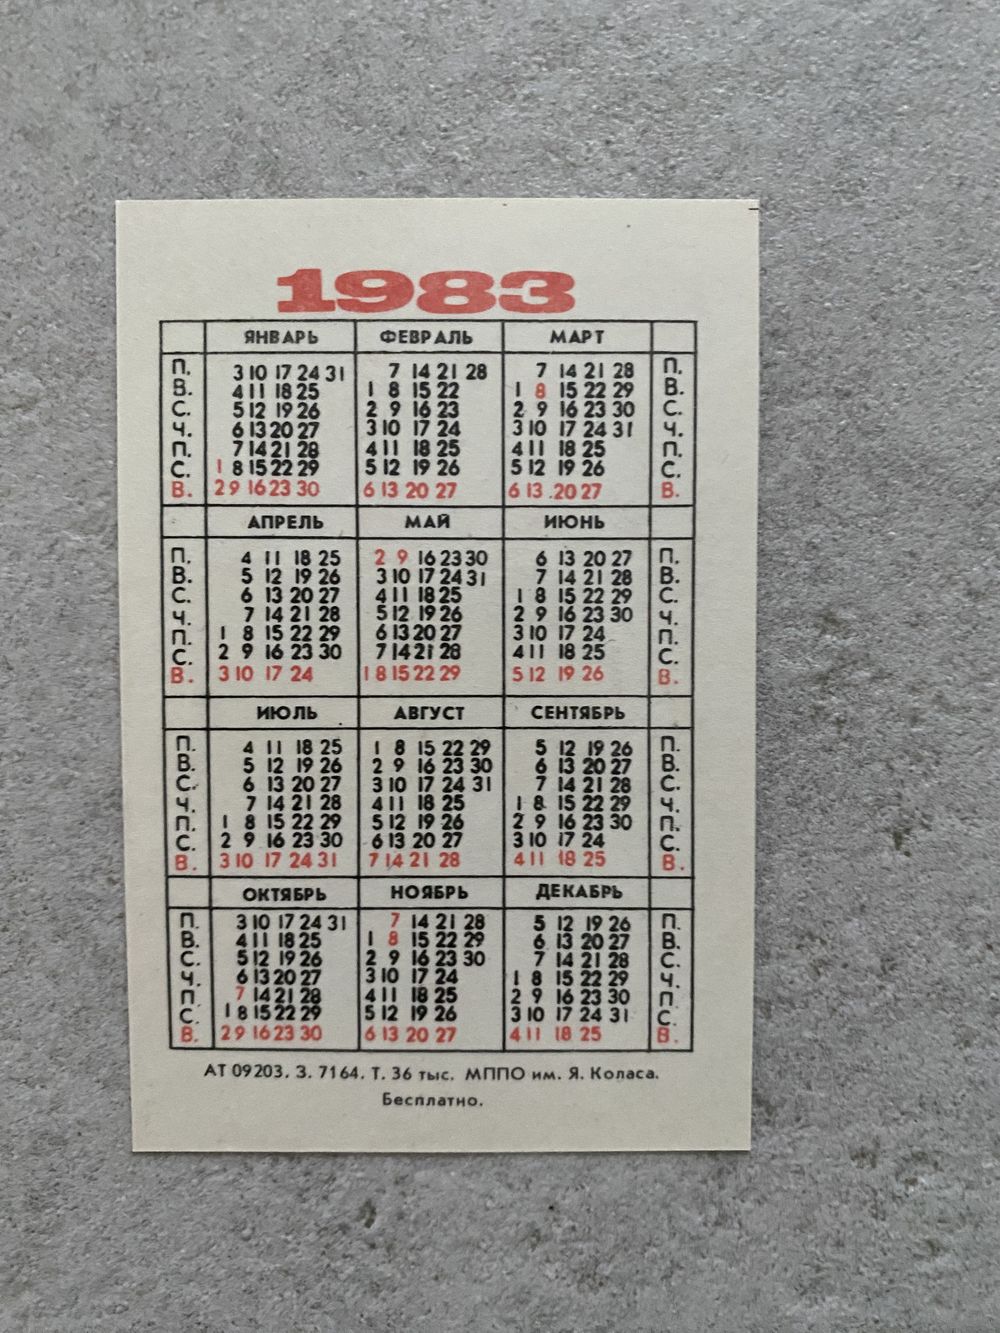 1983
ЯНВАРЬ ФЕВРАЛЬ МАРТ
П. 3 10 17 24 31 7 14 21 28 7 14 21 28 П.
В. 4 11 18 25 1 8 15 22 1 8 15 22 29 В.
С. 5 12 19 26 2 9 16 23 2 9 16 23 30 С.
Ч. 6 13 20 27 3 10 17 24 3 10 17 24 31 Ч.
П. 7 14 21 28 4 11 18 25 4 11 18 25 П.
С. 1 8 15 22 29 5 12 19 26 5 12 19 26 С.
В. 2 9 16 23 30 6 13 20 27 6 13 20 27 В.
АПРЕЛЬ МАЙ ИЮНЬ
П. 4 11 18 25 2 9 16 23 30 6 13 20 27 П.
В. 5 12 19 26 3 10 17 24 31 7 14 21 28 В.
С. 6 13 20 27 4 11 18 25 1 8 15 22 29 С.
Ч. 7 14 21 28 5 12 19 26 2 9 16 23 30 Ч.
П. 1 8 15 22 29 6 13 20 27 3 10 17 24 П.
С. 2 9 16 23 30 7 14 21 28 4 11 18 25 С.
В. 3 10 17 24 1 8 15 22 29 5 12 19 26 В.
ИЮЛЬ АВГУСТ СЕНТЯБРЬ
П. 4 11 18 25 1 8 15 22 29 5 12 19 26 П.
В. 5 12 19 26 2 9 16 23 30 6 13 20 27 В.
С. 6 13 20 27 3 10 17 24 31 7 14 21 28 С.
Ч. 7 14 21 28 4 11 18 25 1 8 15 22 29 Ч.
П. 1 8 15 22 29 5 12 19 26 2 9 16 23 30 П.
С. 2 9 16 23 30 6 13 20 27 3 10 17 24 С.
В. 3 10 17 24 31 7 14 21 28 4 11 18 25 В.
ОКТЯБРЬ НОЯБРЬ ДЕКАБРЬ
П. 3 10 17 24 31 7 14 21 28 5 12 19 26 П.
В. 4 11 18 25 1 8 15 22 29 6 13 20 27 В.
С. 5 12 19 26 2 9 16 23 30 7 14 21 28 С.
Ч. 6 13 20 27 3 10 17 24 1 8 15 22 29 Ч.
П. 7 14 21 28 4 11 18 25 2 9 16 23 30 П.
С. 1 8 15 22 29 5 12 19 26 3 10 17 24 31 С.
В. 2 9 16 23 30 6 13 20 27 4 11 18 25 В.
АТ 09203. З. 7164. Т. 36 тыс. МППО им. Я. Коласа.
Бесплатно.